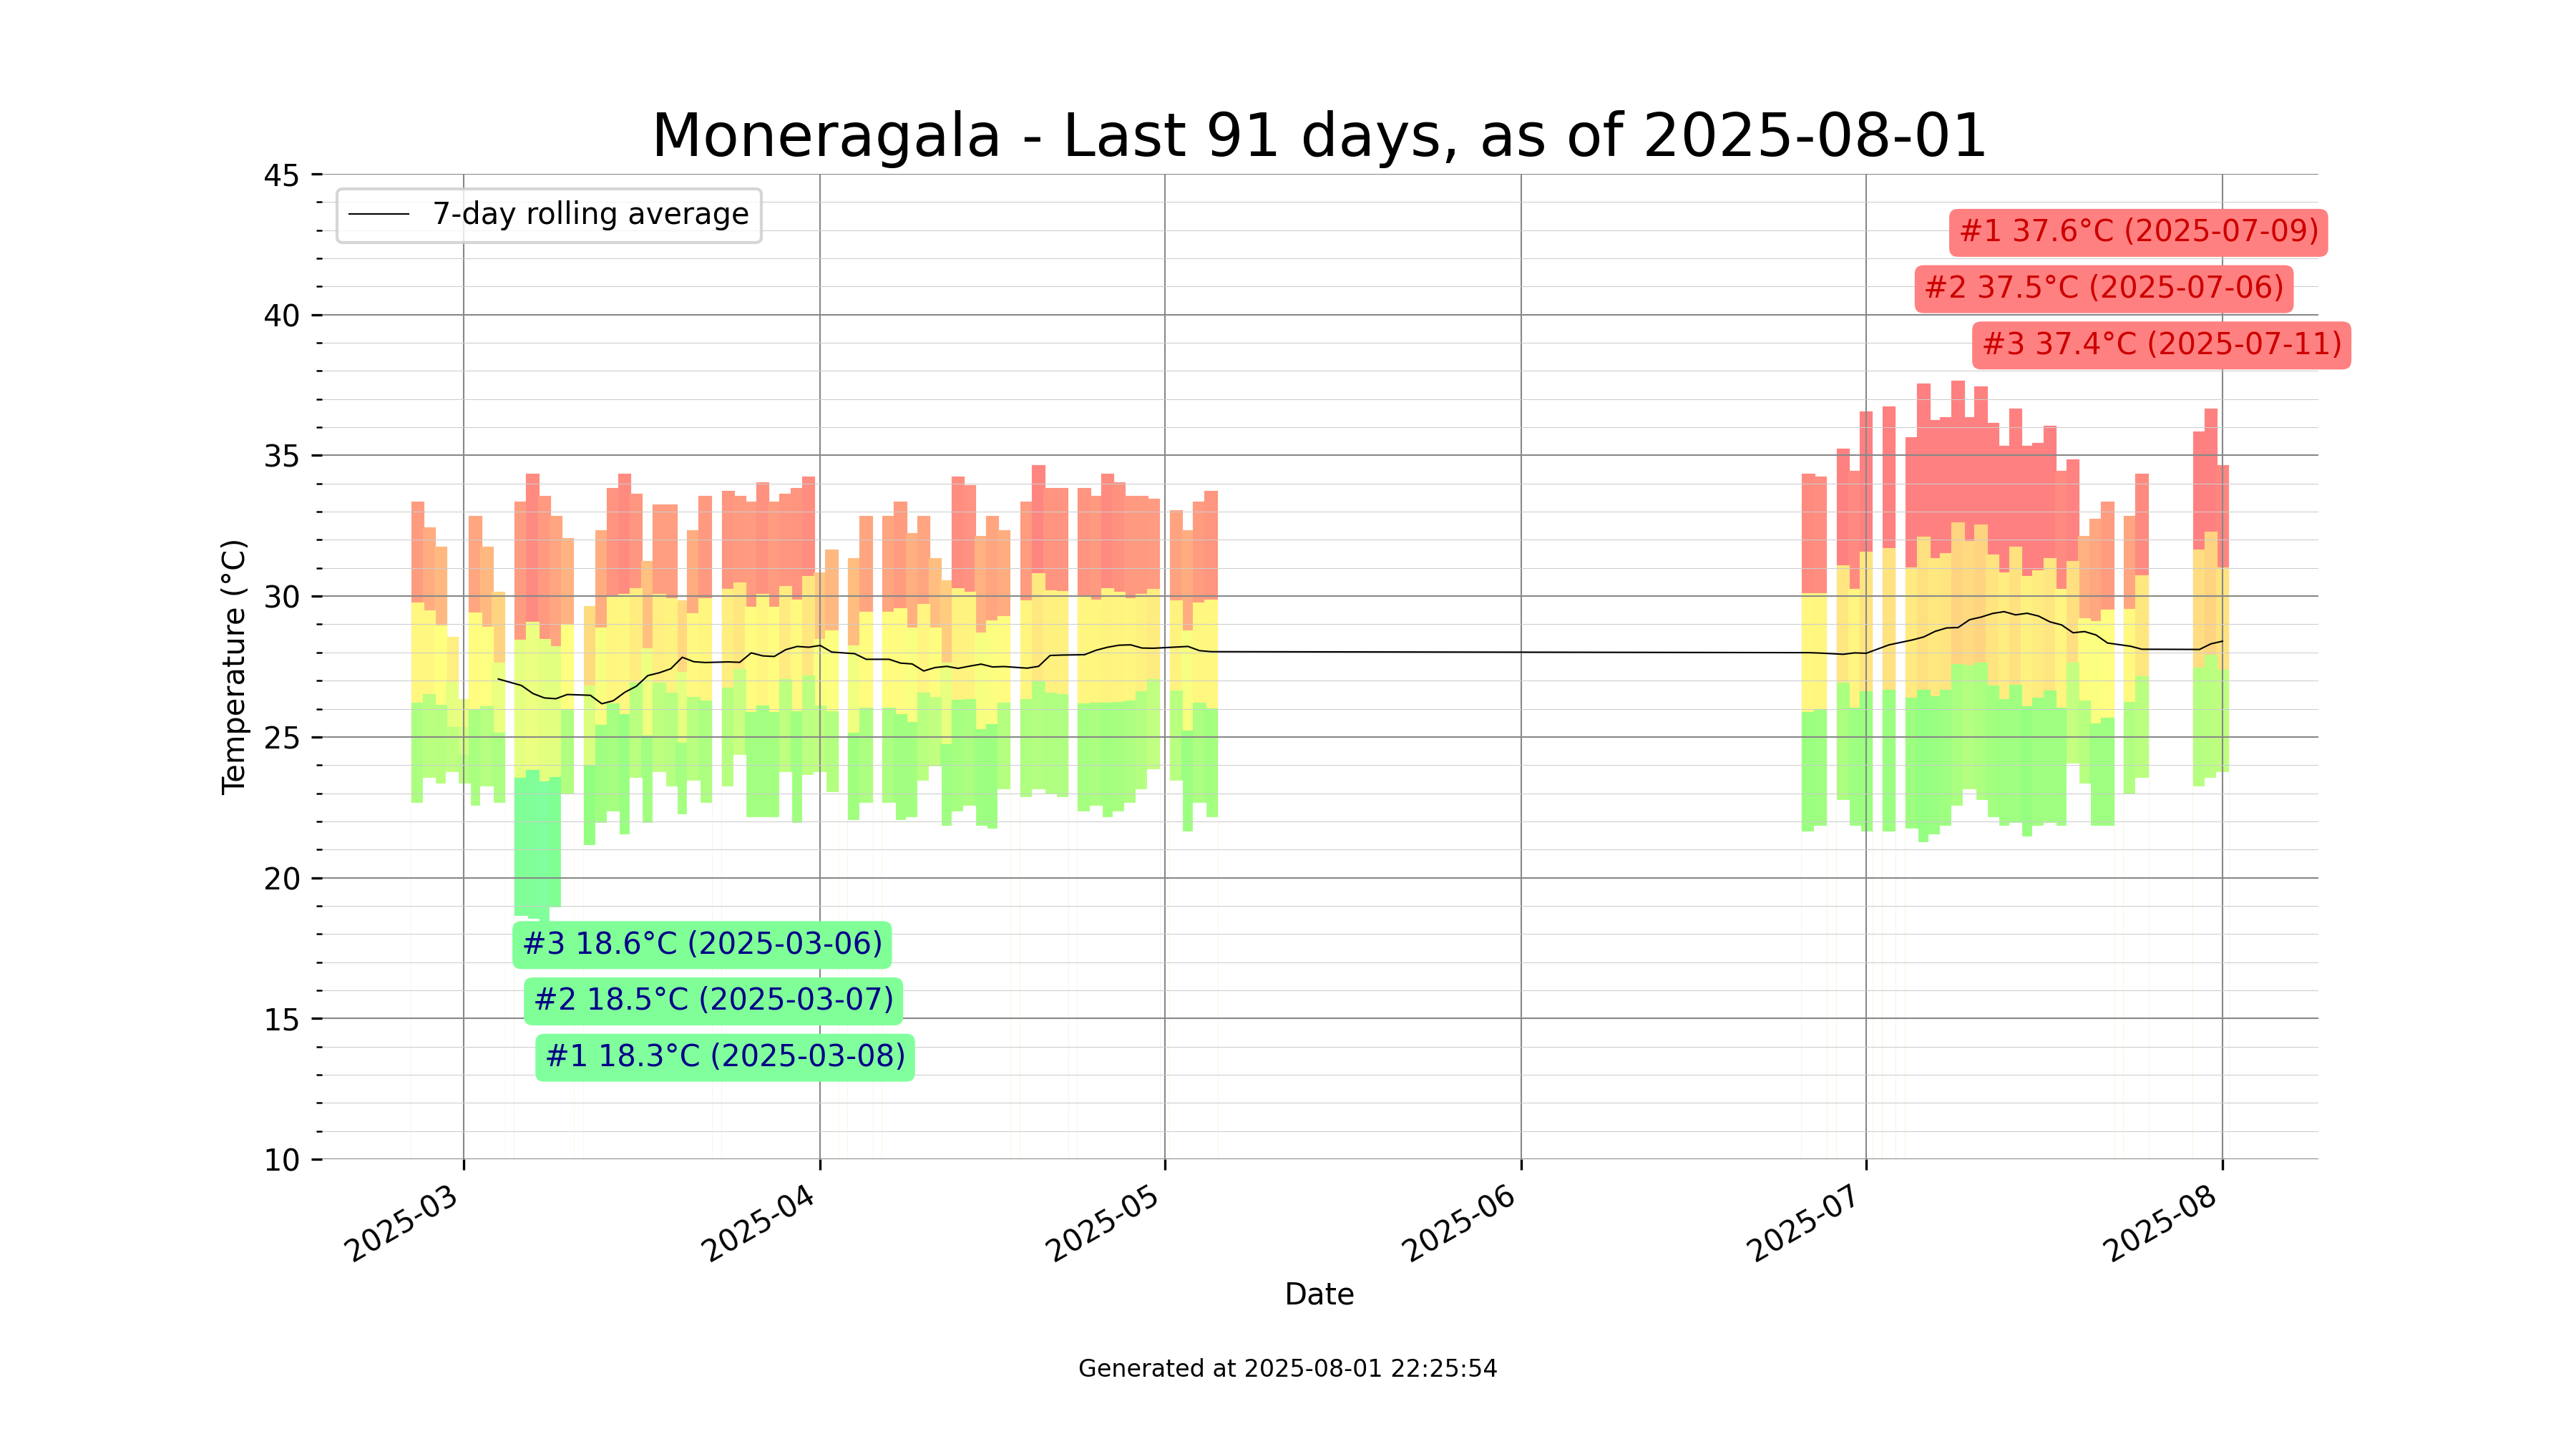 Moneragala - Last 91 days, as of 2025-08-01
7-day rolling average
#1 37.6°C (2025-07-09)
#2 37.5°C (2025-07-06)
#3 37.4°C (2025-07-11)
#3 18.6°C (2025-03-06)
#2 18.5°C (2025-03-07)
#1 18.3°C (2025-03-08)
Temperature (°C)
45
40
35
30
25
20
15
10
2025-03
2025-04
2025-05
2025-06
2025-07
2025-08
Date
Generated at 2025-08-01 22:25:54